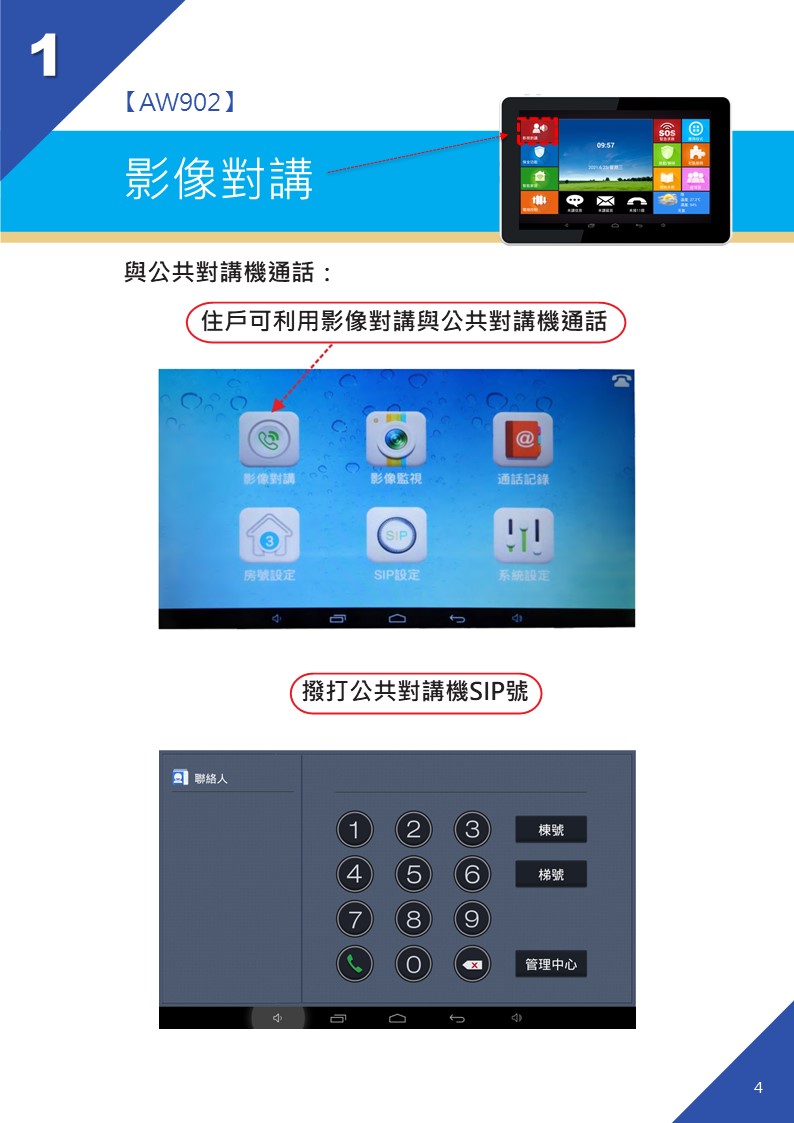 1
【AW902】
影像對講
09:57
SOS
與公共對講機通話：
住戶可利用影像對講與公共對講機通話
影像對講
影像監視
通話記錄
3
SIP
房號設定
SIP設定
系統設定
撥打公共對講機SIP號
聯絡人
1 2 3 棟號
4 5 6 梯號
7 8 9
0 管理中心
4